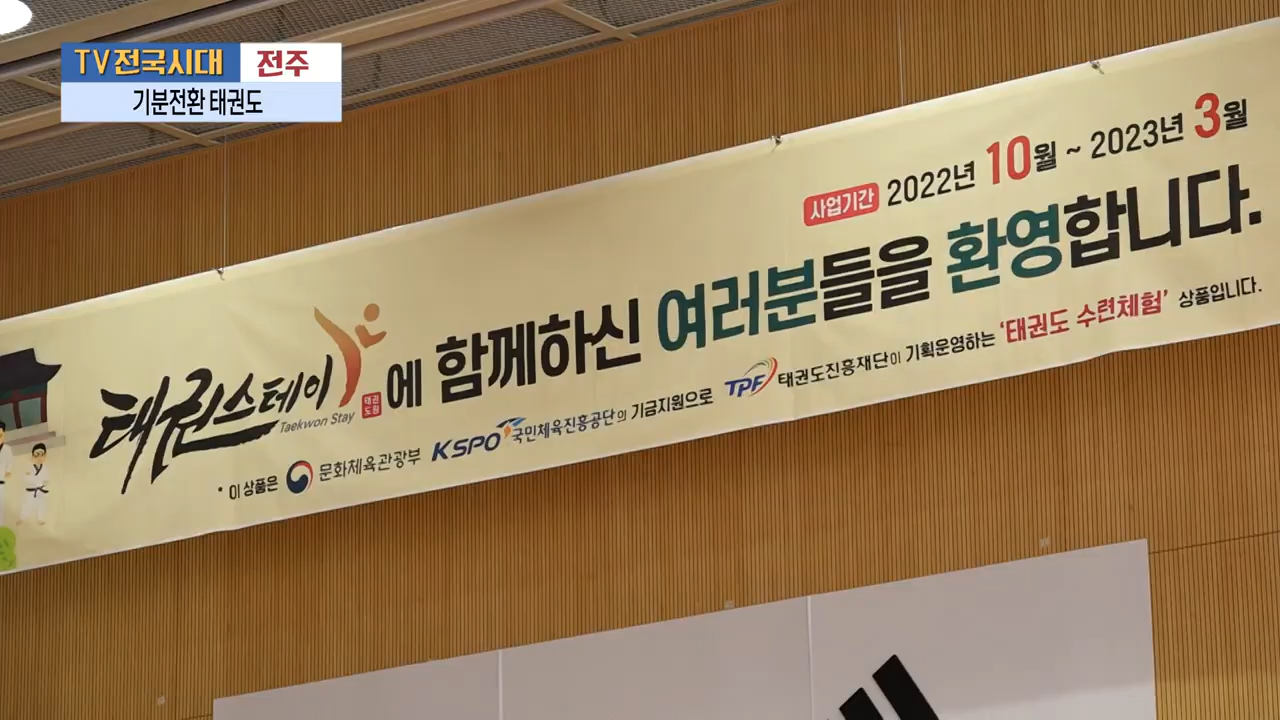 TV전국시대 전주
기분전환 태권도
사업기간 2022년 10월 ~ 2023년 3월
태권스테이에 함께하신 여러분들을 환영합니다.
Taekwon Stay
태권도원
* 이 상품은 문화체육관광부 KSPO 국민체육진흥공단의 기금지원으로 TPF 태권도진흥재단이 기획운영하는 '태권도 수련체험' 상품입니다.